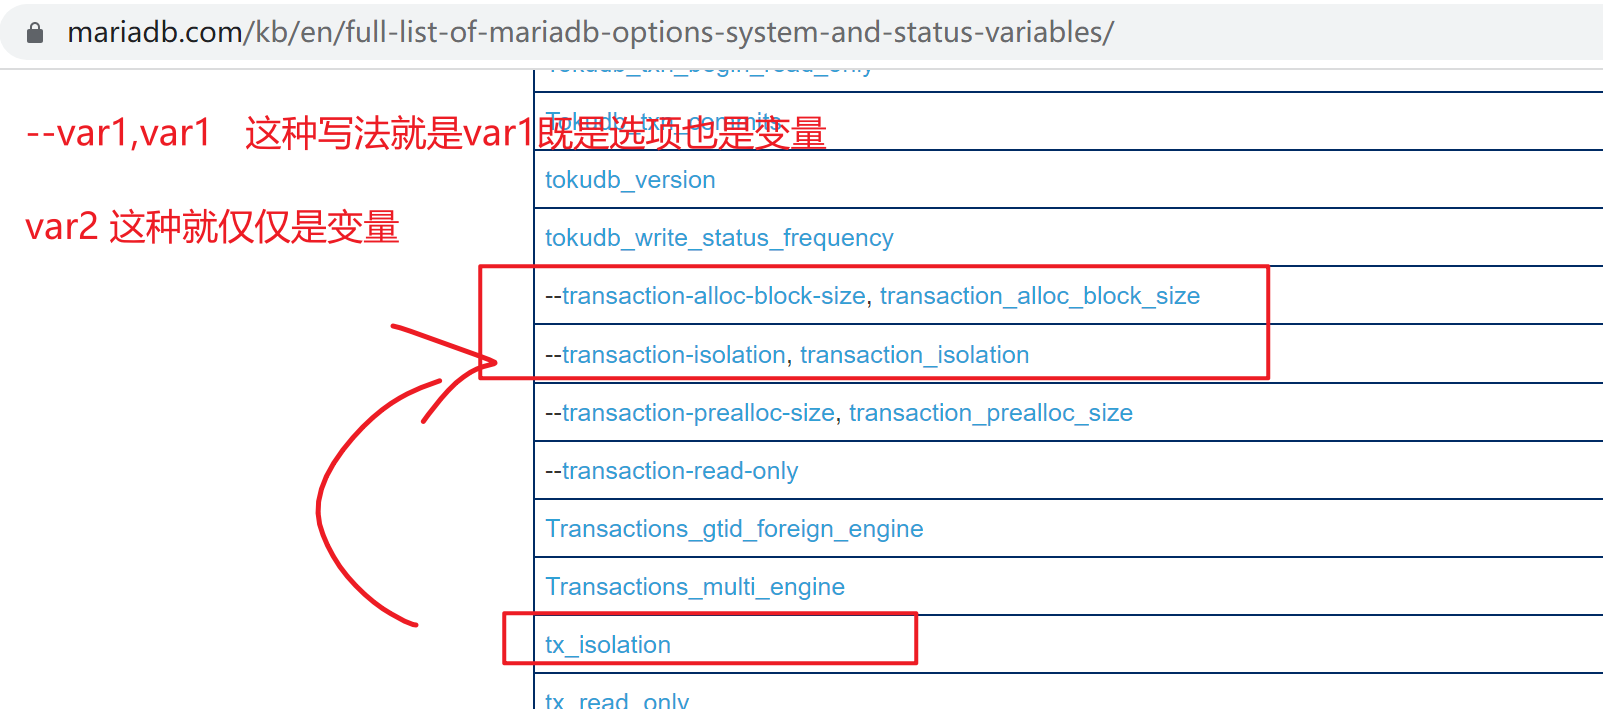 mariadb.com/kb/en/full-list-of-mariadb-options-system-and-status-variables/
Tokudb_txn_begin_read_only
--var1,var1 这种写法就是var1既是选项也是变量
Tokudb_txn_commits
tokudb_version
var2 这种就仅仅是变量
tokudb_write_status_frequency
--transaction-alloc-block-size, transaction_alloc_block_size
--transaction-isolation, transaction_isolation
--transaction-prealloc-size, transaction_prealloc_size
--transaction-read-only
Transactions_gtid_foreign_engine
Transactions_multi_engine
tx_isolation
tx_read_only